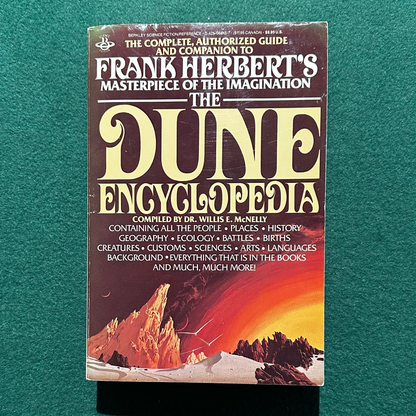 BERKLEY SCIENCE FICTION/REFERENCE
THE COMPLETE, AUTHORIZED GUIDE
AND COMPANION TO
FRANK HERBERT'S
MASTERPIECE OF THE IMAGINATION
THE
DUNE
ENCYCLOPEDIA
COMPILED BY DR. WILLIS E. McNELLY
CONTAINING ALL THE PEOPLE • PLACES • HISTORY
GEOGRAPHY • ECOLOGY • BATTLES • BIRTHS
CREATURES • CUSTOMS • SCIENCES • ARTS • LANGUAGES
BACKGROUND • EVERYTHING THAT IS IN THE BOOKS
AND MUCH, MUCH MORE!